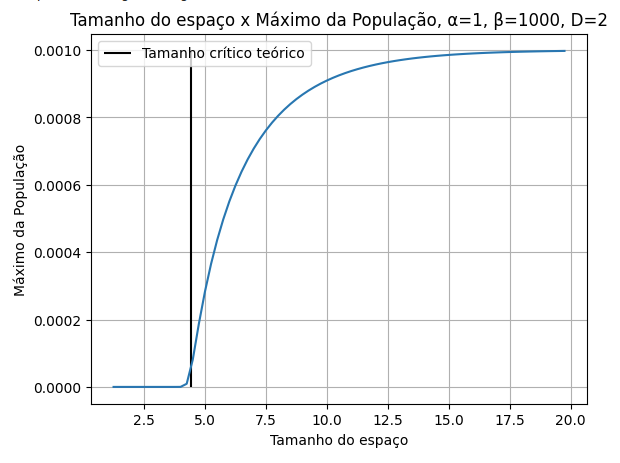 Tamanho do espaço x Máximo da População, α=1, β=1000, D=2
Tamanho crítico teórico
Máximo da População
0.0010
0.0008
0.0006
0.0004
0.0002
0.0000
2.5 5.0 7.5 10.0 12.5 15.0 17.5 20.0
Tamanho do espaço